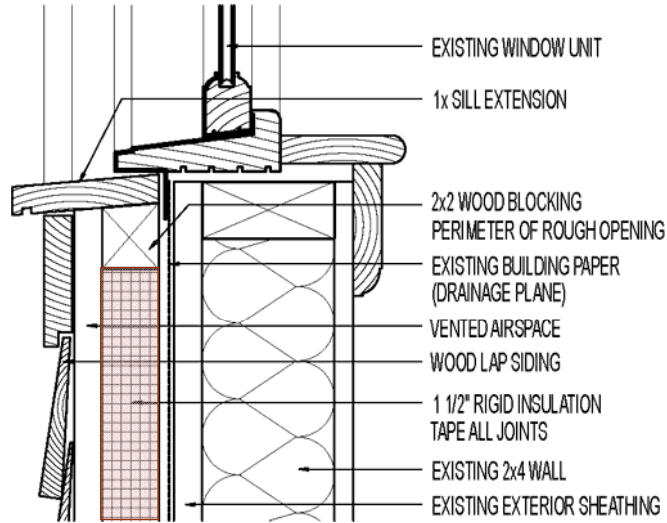 EXISTING WINDOW UNIT
1x SILL EXTENSION
2x2 WOOD BLOCKING
PERIMETER OF ROUGH OPENING
EXISTING BUILDING PAPER
(DRAINAGE PLANE)
VENTED AIRSPACE
WOOD LAP SIDING
1 1/2" RIGID INSULATION
TAPE ALL JOINTS
EXISTING 2x4 WALL
EXISTING EXTERIOR SHEATHING